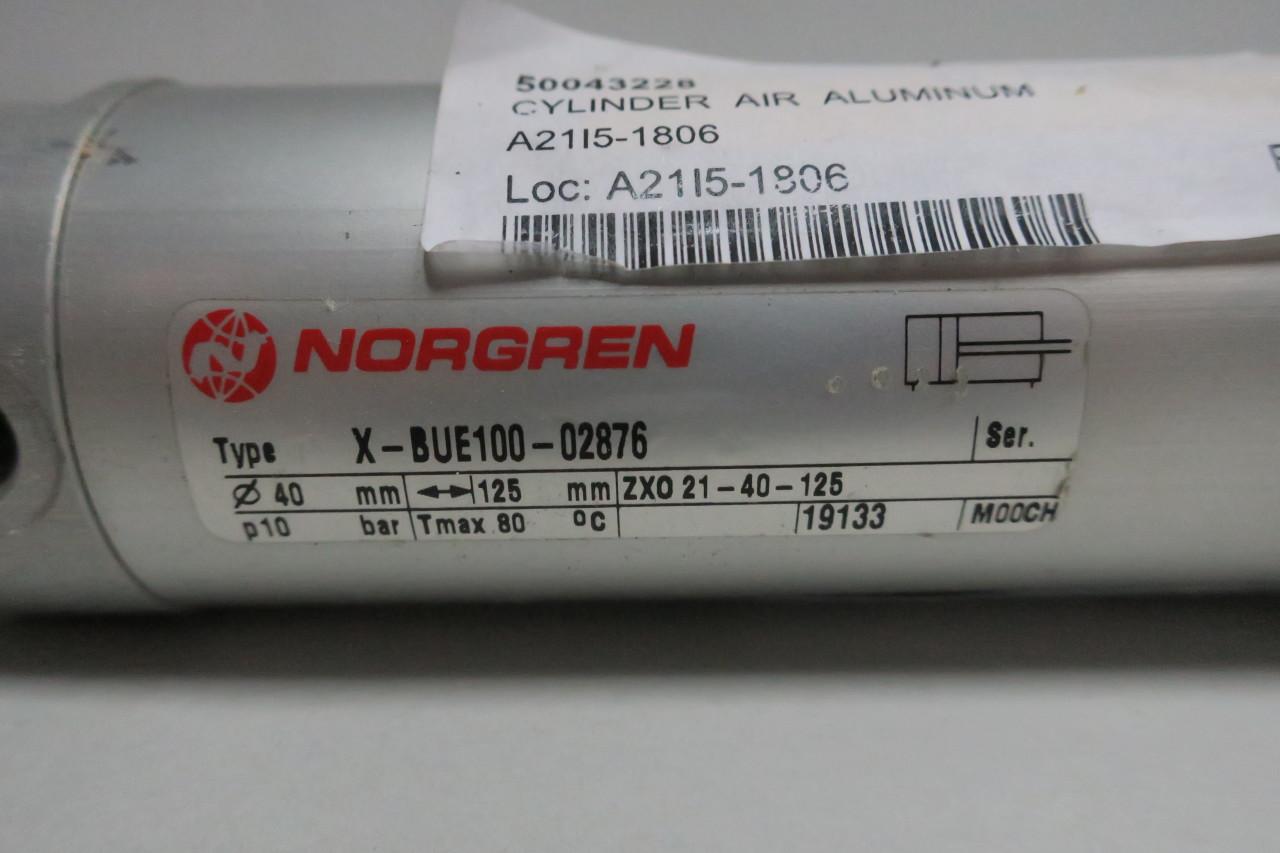 50043228
CYLINDER AIR ALUMINUM
A21I5-1806
Loc: A21I5-1806
NORGREN
Type X-BUE100-02876 Ser.
Ø 40 mm 125 mm ZXO 21-40-125
p10 bar Tmax 80 °C 19133 M00CH